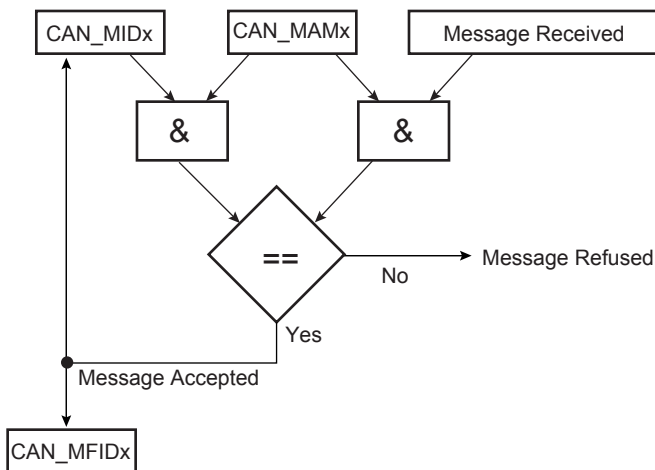 CAN_MIDx
CAN_MAMx
Message Received
&
&
==
No
Message Refused
Yes
Message Accepted
CAN_MFIDx